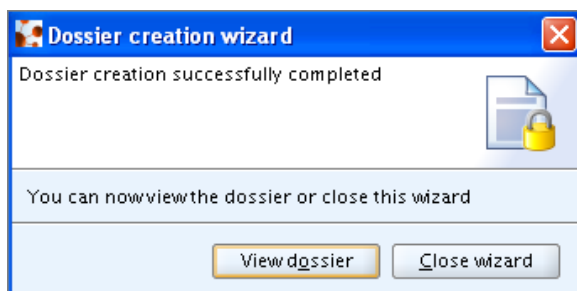 Dossier creation wizard
Dossier creation successfully completed
You can now view the dossier or close this wizard
View dossier
Close wizard